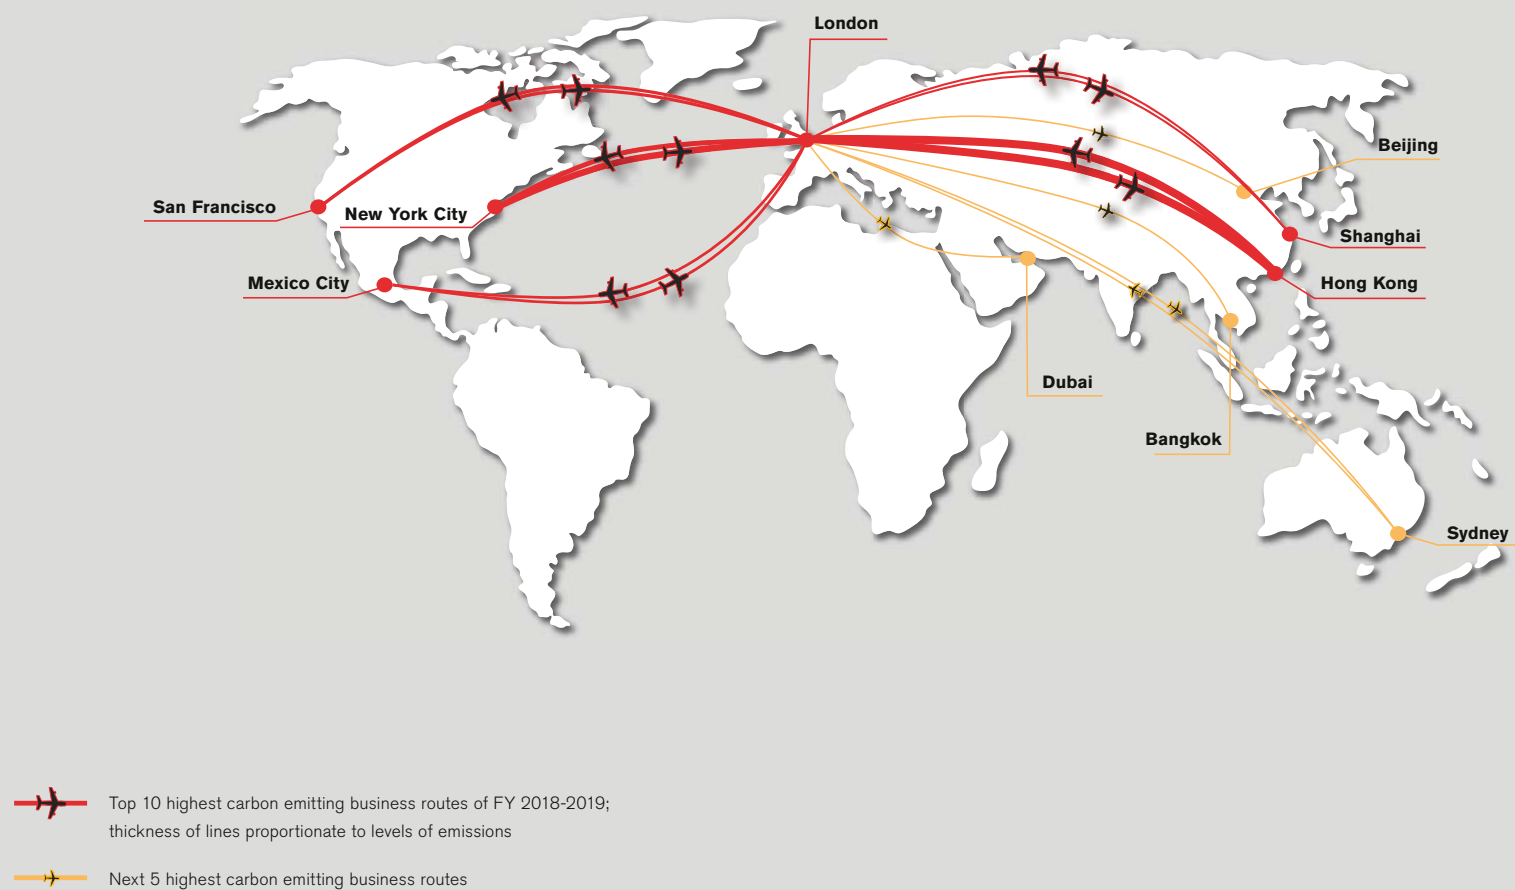 London
Beijing
San Francisco
New York City
Shanghai
Mexico City
Hong Kong
Dubai
Bangkok
Sydney
Top 10 highest carbon emitting business routes of FY 2018-2019;
thickness of lines proportionate to levels of emissions
Next 5 highest carbon emitting business routes